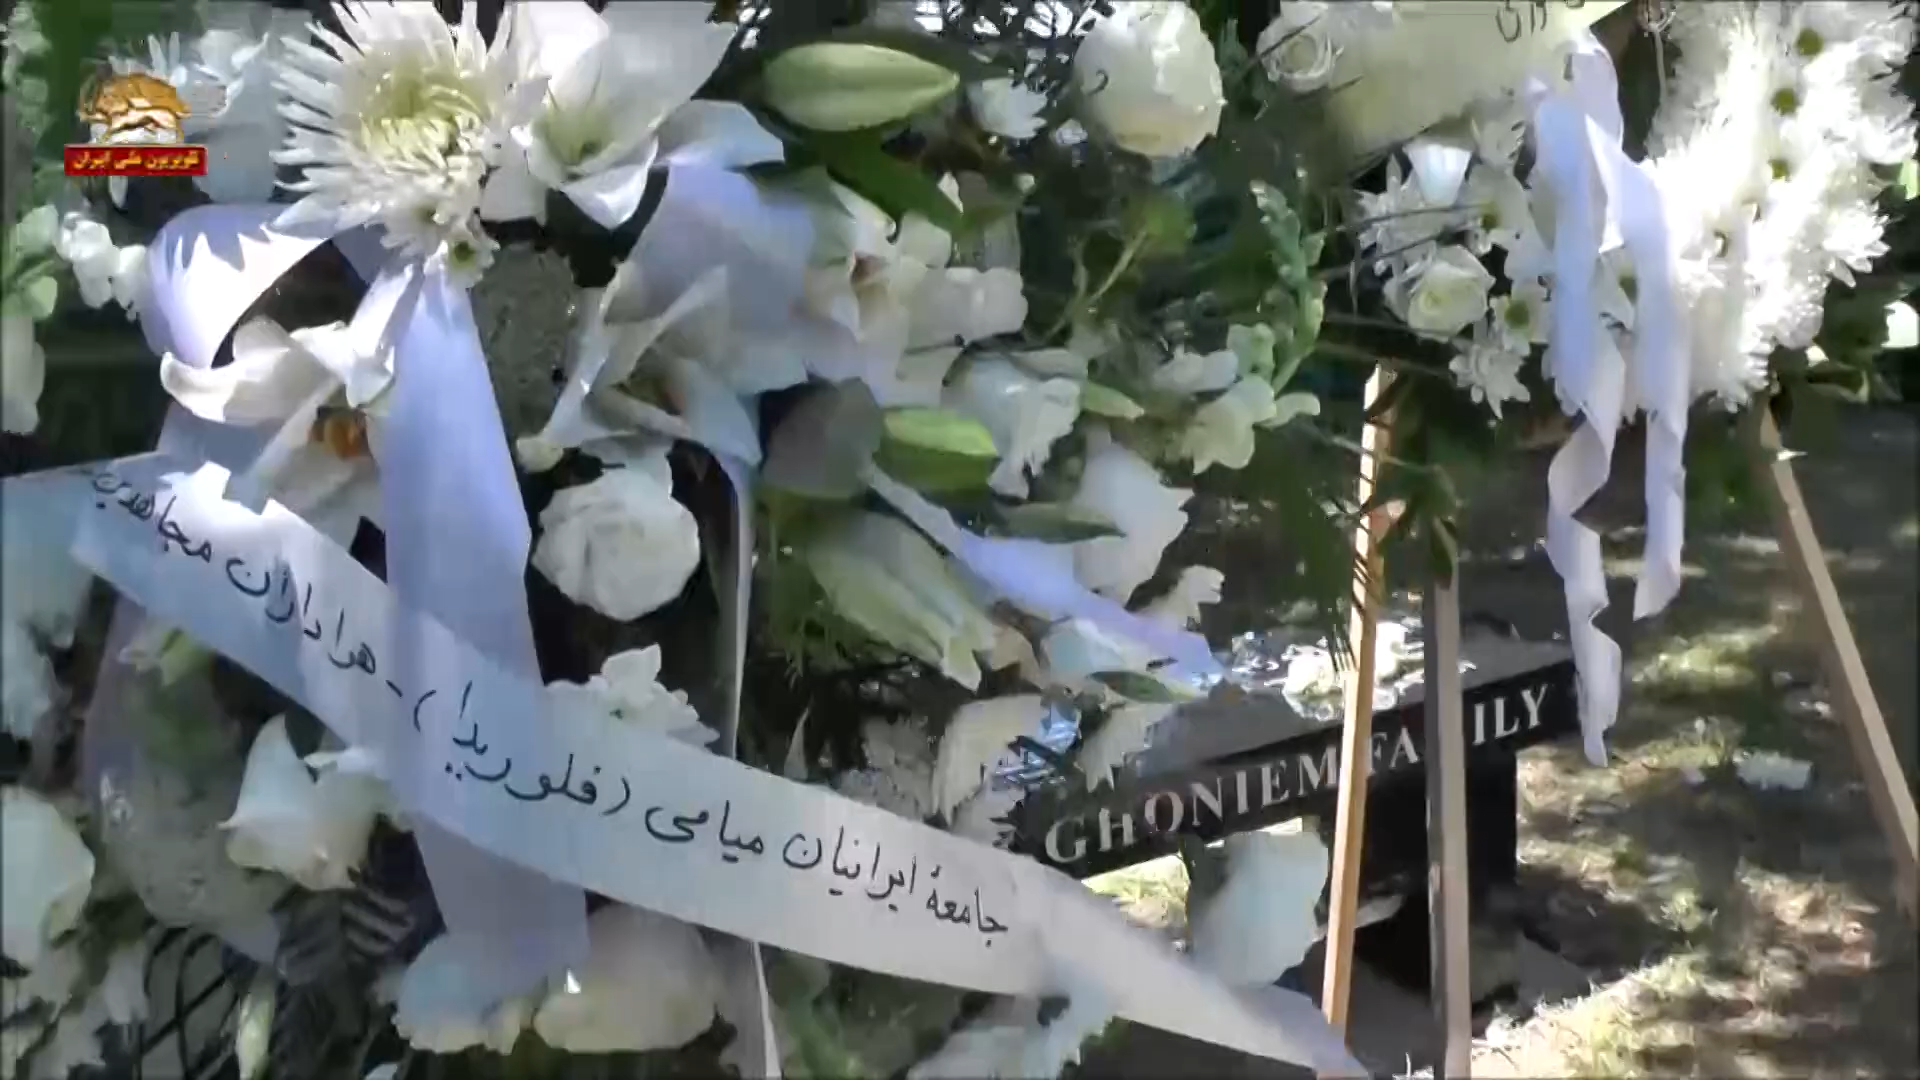 تلویزیون ملی ایران
جامعهٔ ایرانیان میامی (فلوریدا) - هواداران مجاهدین
GHONIEM FAMILY